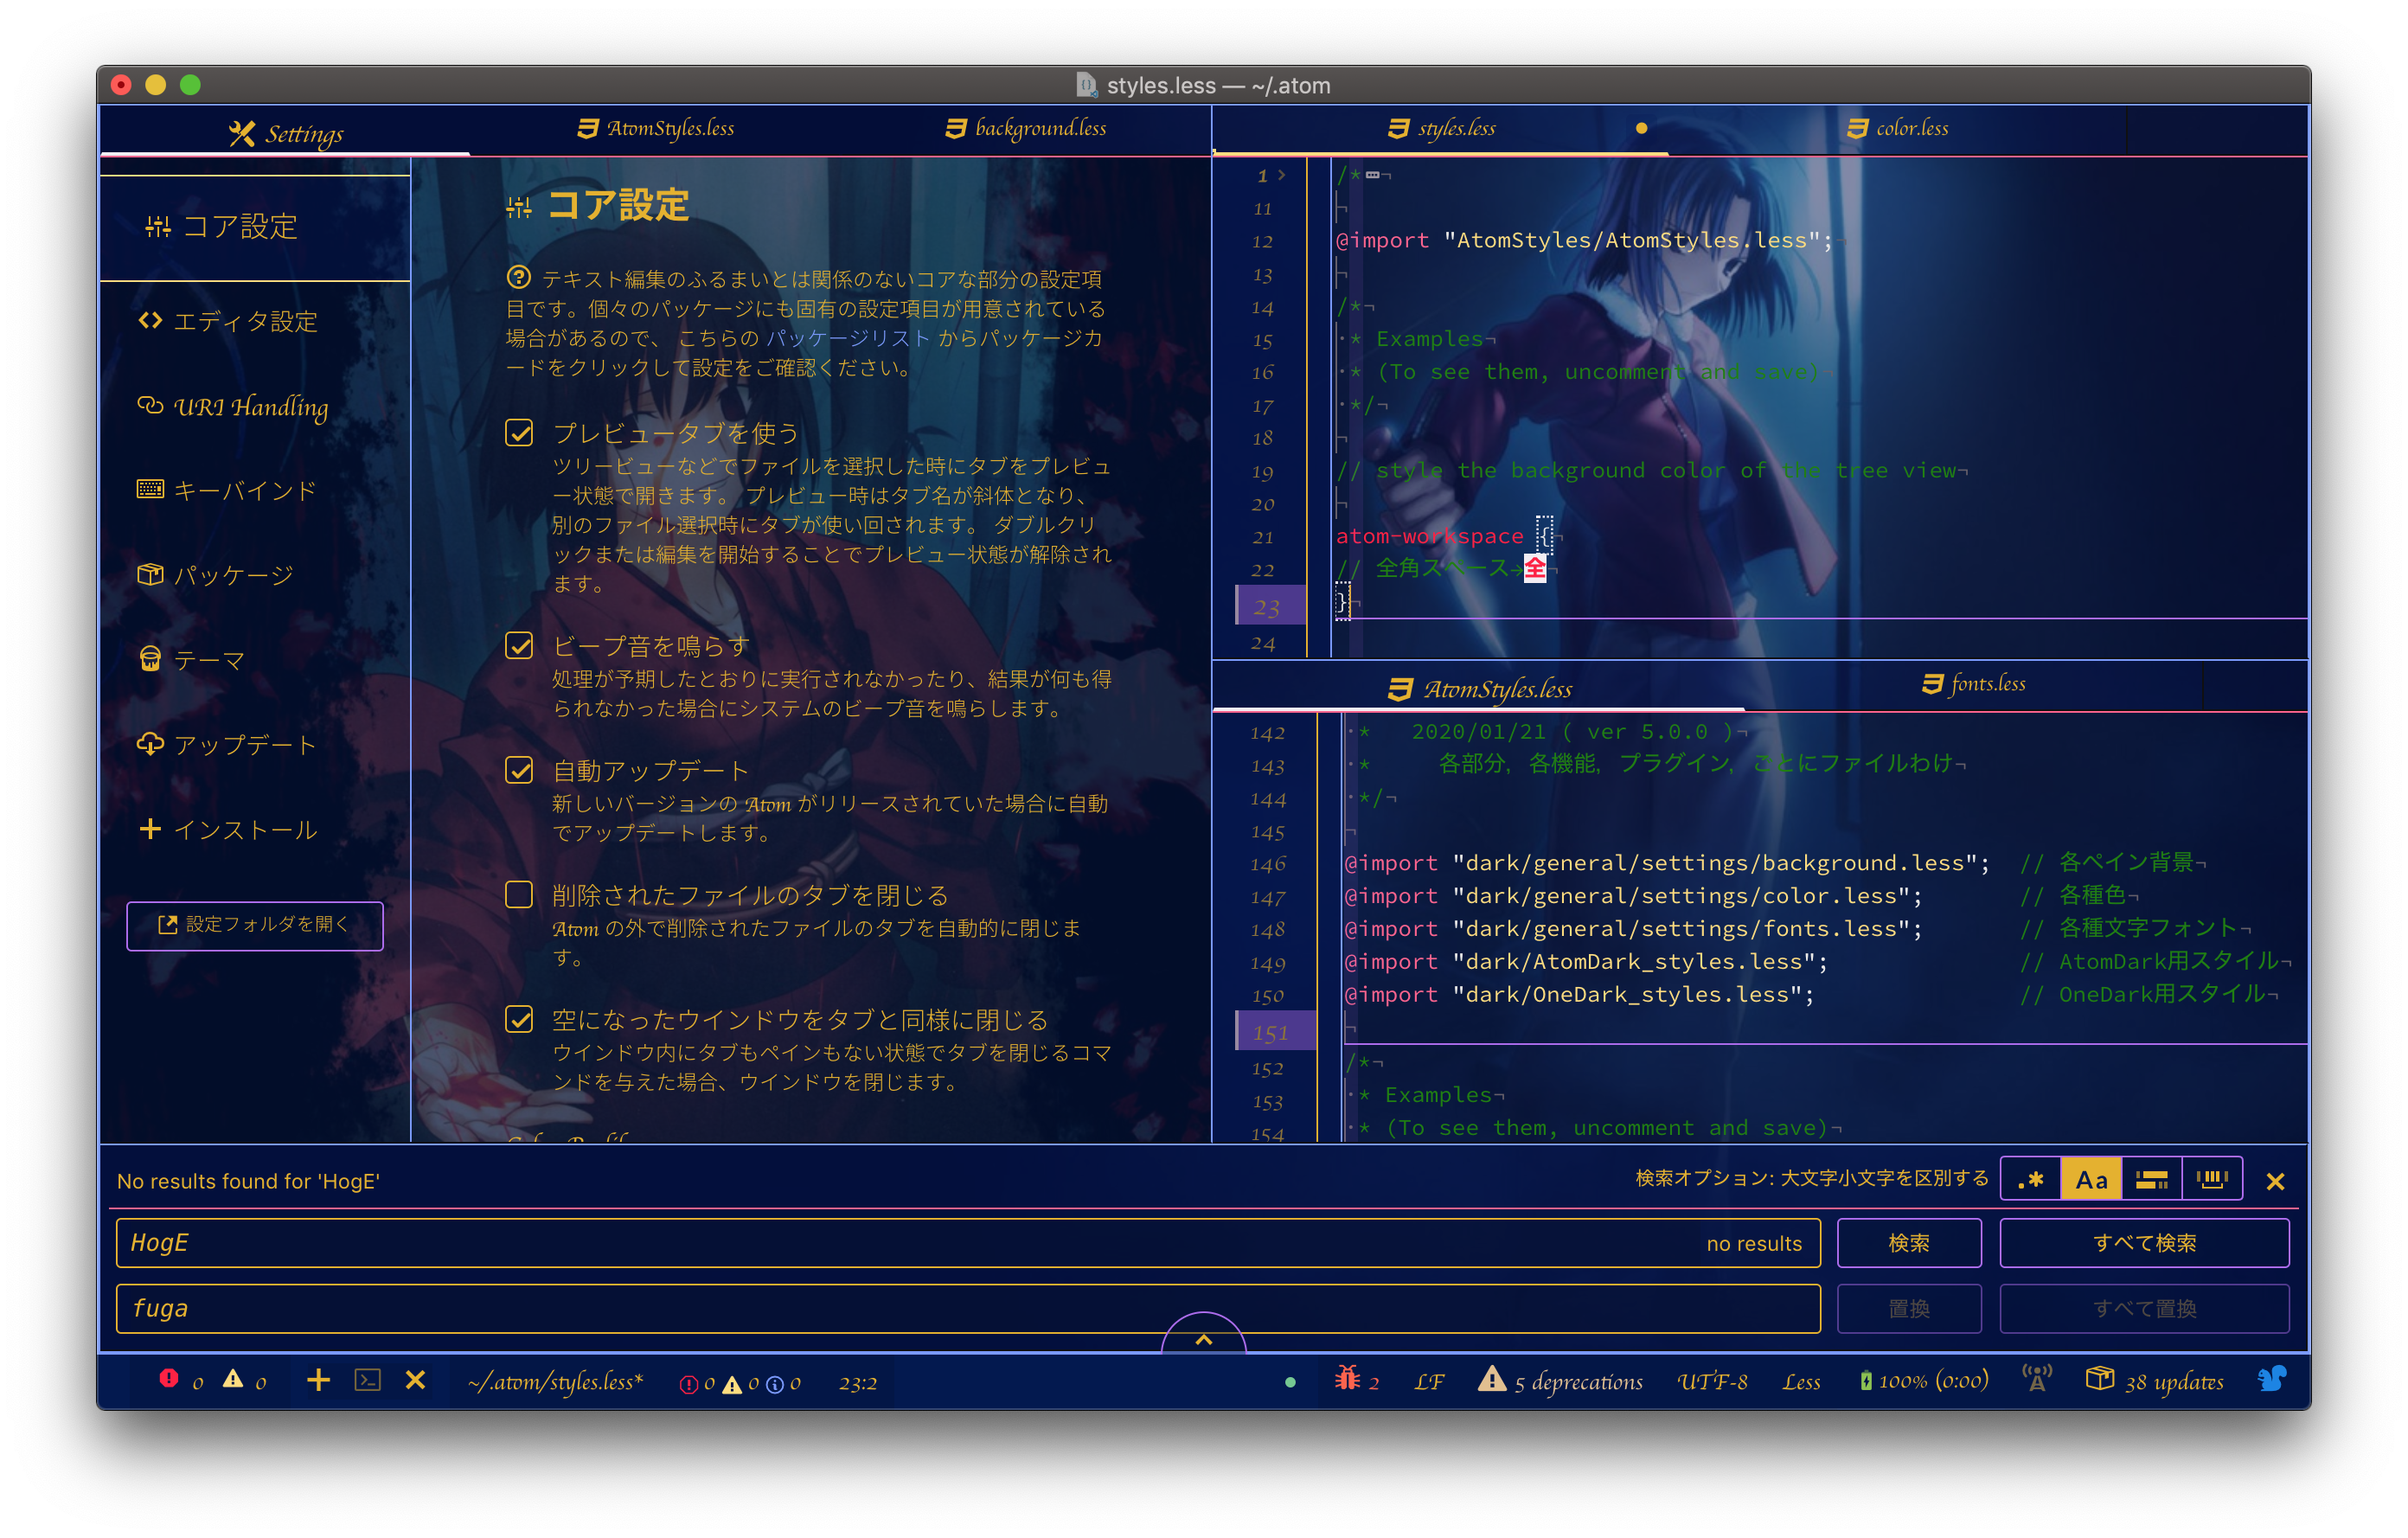 styles.less — ~/.atom
Settings
AtomStyles.less
background.less
コア設定
エディタ設定
URI Handling
キーバインド
パッケージ
テーマ
アップデート
インストール
設定フォルダを開く
コア設定
テキスト編集のふるまいとは関係のないコアな部分の設定項
目です。個々のパッケージにも固有の設定項目が用意されている
場合があるので、 こちらの パッケージリスト からパッケージカ
ードをクリックして設定をご確認ください。
プレビュータブを使う
ツリービューなどでファイルを選択した時にタブをプレビュ
ー状態で開きます。 プレビュー時はタブ名が斜体となり、
別のファイル選択時にタブが使い回されます。 ダブルクリ
ックまたは編集を開始することでプレビュー状態が解除され
ます。
ビープ音を鳴らす
処理が予期したとおりに実行されなかったり、結果が何も得
られなかった場合にシステムのビープ音を鳴らします。
自動アップデート
新しいバージョンの Atom がリリースされていた場合に自動
でアップデートします。
削除されたファイルのタブを閉じる
Atom の外で削除されたファイルのタブを自動的に閉じま
す。
空になったウインドウをタブと同様に閉じる
ウインドウ内にタブもペインもない状態でタブを閉じるコマ
ンドを与えた場合、ウインドウを閉じます。
styles.less
color.less
1 /*…¬
11 ¬
12 @import "AtomStyles/AtomStyles.less";¬
13 ¬
14 /*¬
15 ·* Examples¬
16 ·* (To see them, uncomment and save)¬
17 ·*/¬
18 ¬
19 // style the background color of the tree view¬
20 ¬
21 atom-workspace {¬
22 // 全角スペース→全¬
23 }¬
24
AtomStyles.less
fonts.less
142 ·* 2020/01/21 ( ver 5.0.0 )¬
143 ·* 各部分, 各機能, プラグイン, ごとにファイルわけ¬
144 ·*/¬
145 ¬
146 @import "dark/general/settings/background.less"; // 各ペイン背景¬
147 @import "dark/general/settings/color.less"; // 各種色¬
148 @import "dark/general/settings/fonts.less"; // 各種文字フォント¬
149 @import "dark/AtomDark_styles.less"; // AtomDark用スタイル¬
150 @import "dark/OneDark_styles.less"; // OneDark用スタイル¬
151 ¬
152 /*¬
153 ·* Examples¬
154 ·* (To see them, uncomment and save)¬
No results found for 'HogE'
検索オプション: 大文字小文字を区別する
.* Aa
HogE
no results
検索
すべて検索
fuga
置換
すべて置換
0 0 ~/.atom/styles.less* 0 0 0 23:2
2 LF 5 deprecations UTF-8 Less 100% (0:00) 38 updates